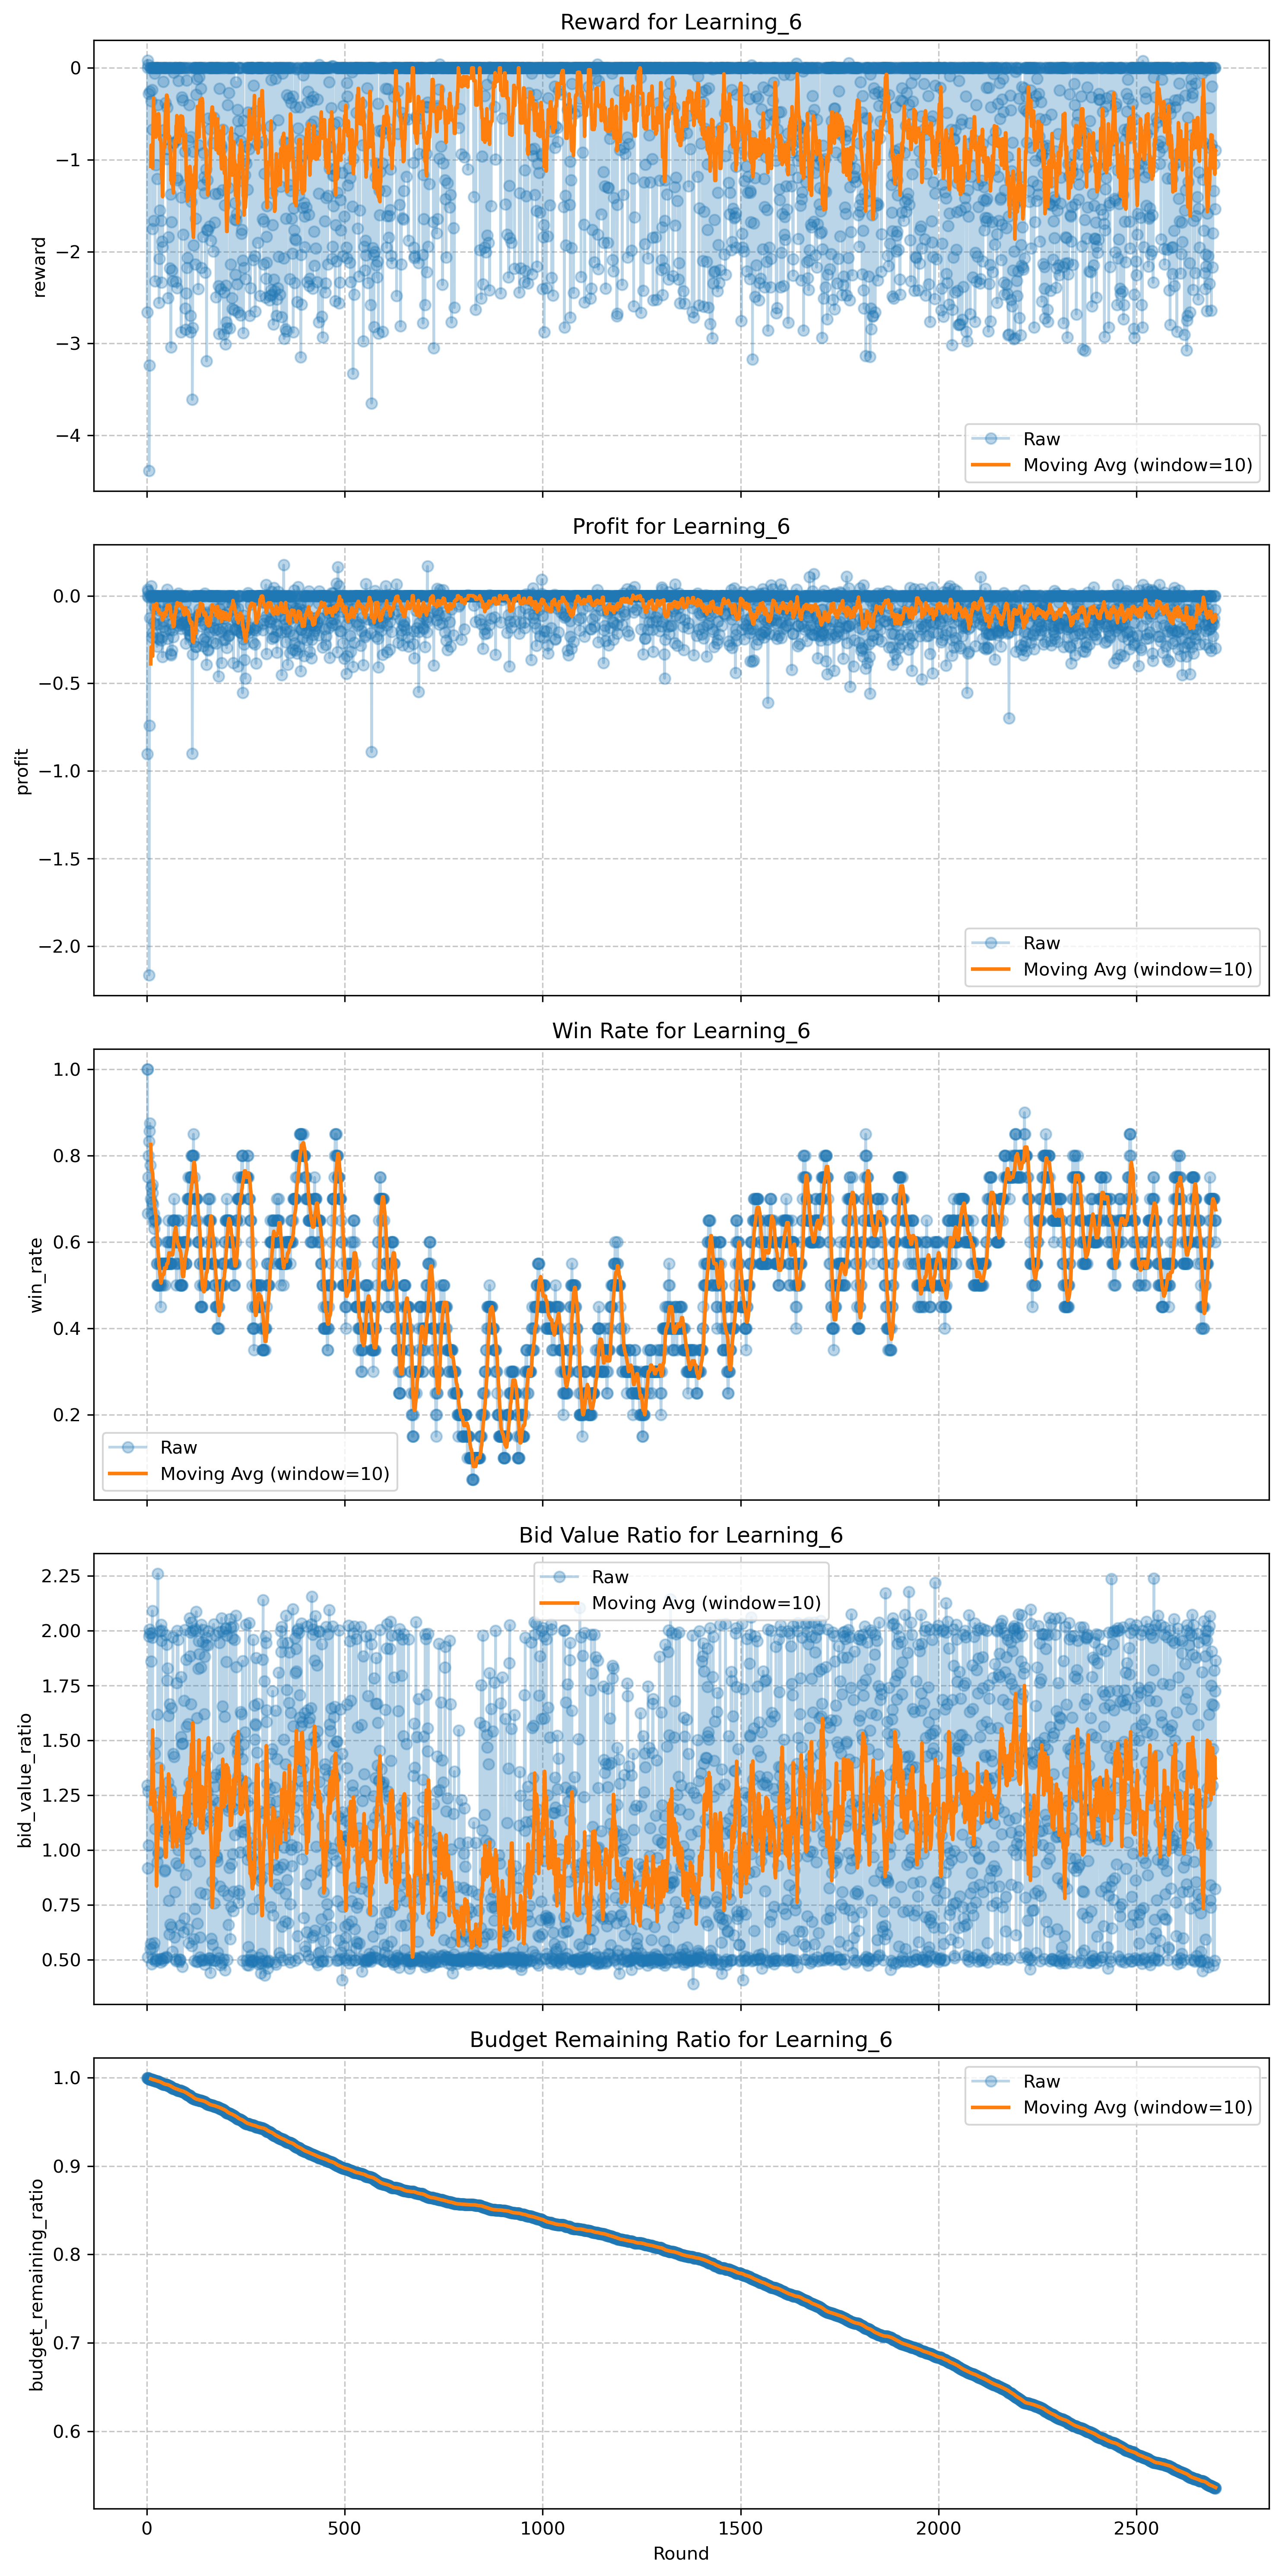 Reward for Learning_6
0
−1
−2
−3
−4
reward
Raw
Moving Avg (window=10)
Profit for Learning_6
0.0
−0.5
−1.0
−1.5
−2.0
profit
Raw
Moving Avg (window=10)
Win Rate for Learning_6
1.0
0.8
0.6
0.4
0.2
win_rate
Raw
Moving Avg (window=10)
Bid Value Ratio for Learning_6
2.25
2.00
1.75
1.50
1.25
1.00
0.75
0.50
bid_value_ratio
Raw
Moving Avg (window=10)
Budget Remaining Ratio for Learning_6
1.0
0.9
0.8
0.7
0.6
budget_remaining_ratio
Raw
Moving Avg (window=10)
0 500 1000 1500 2000 2500
Round